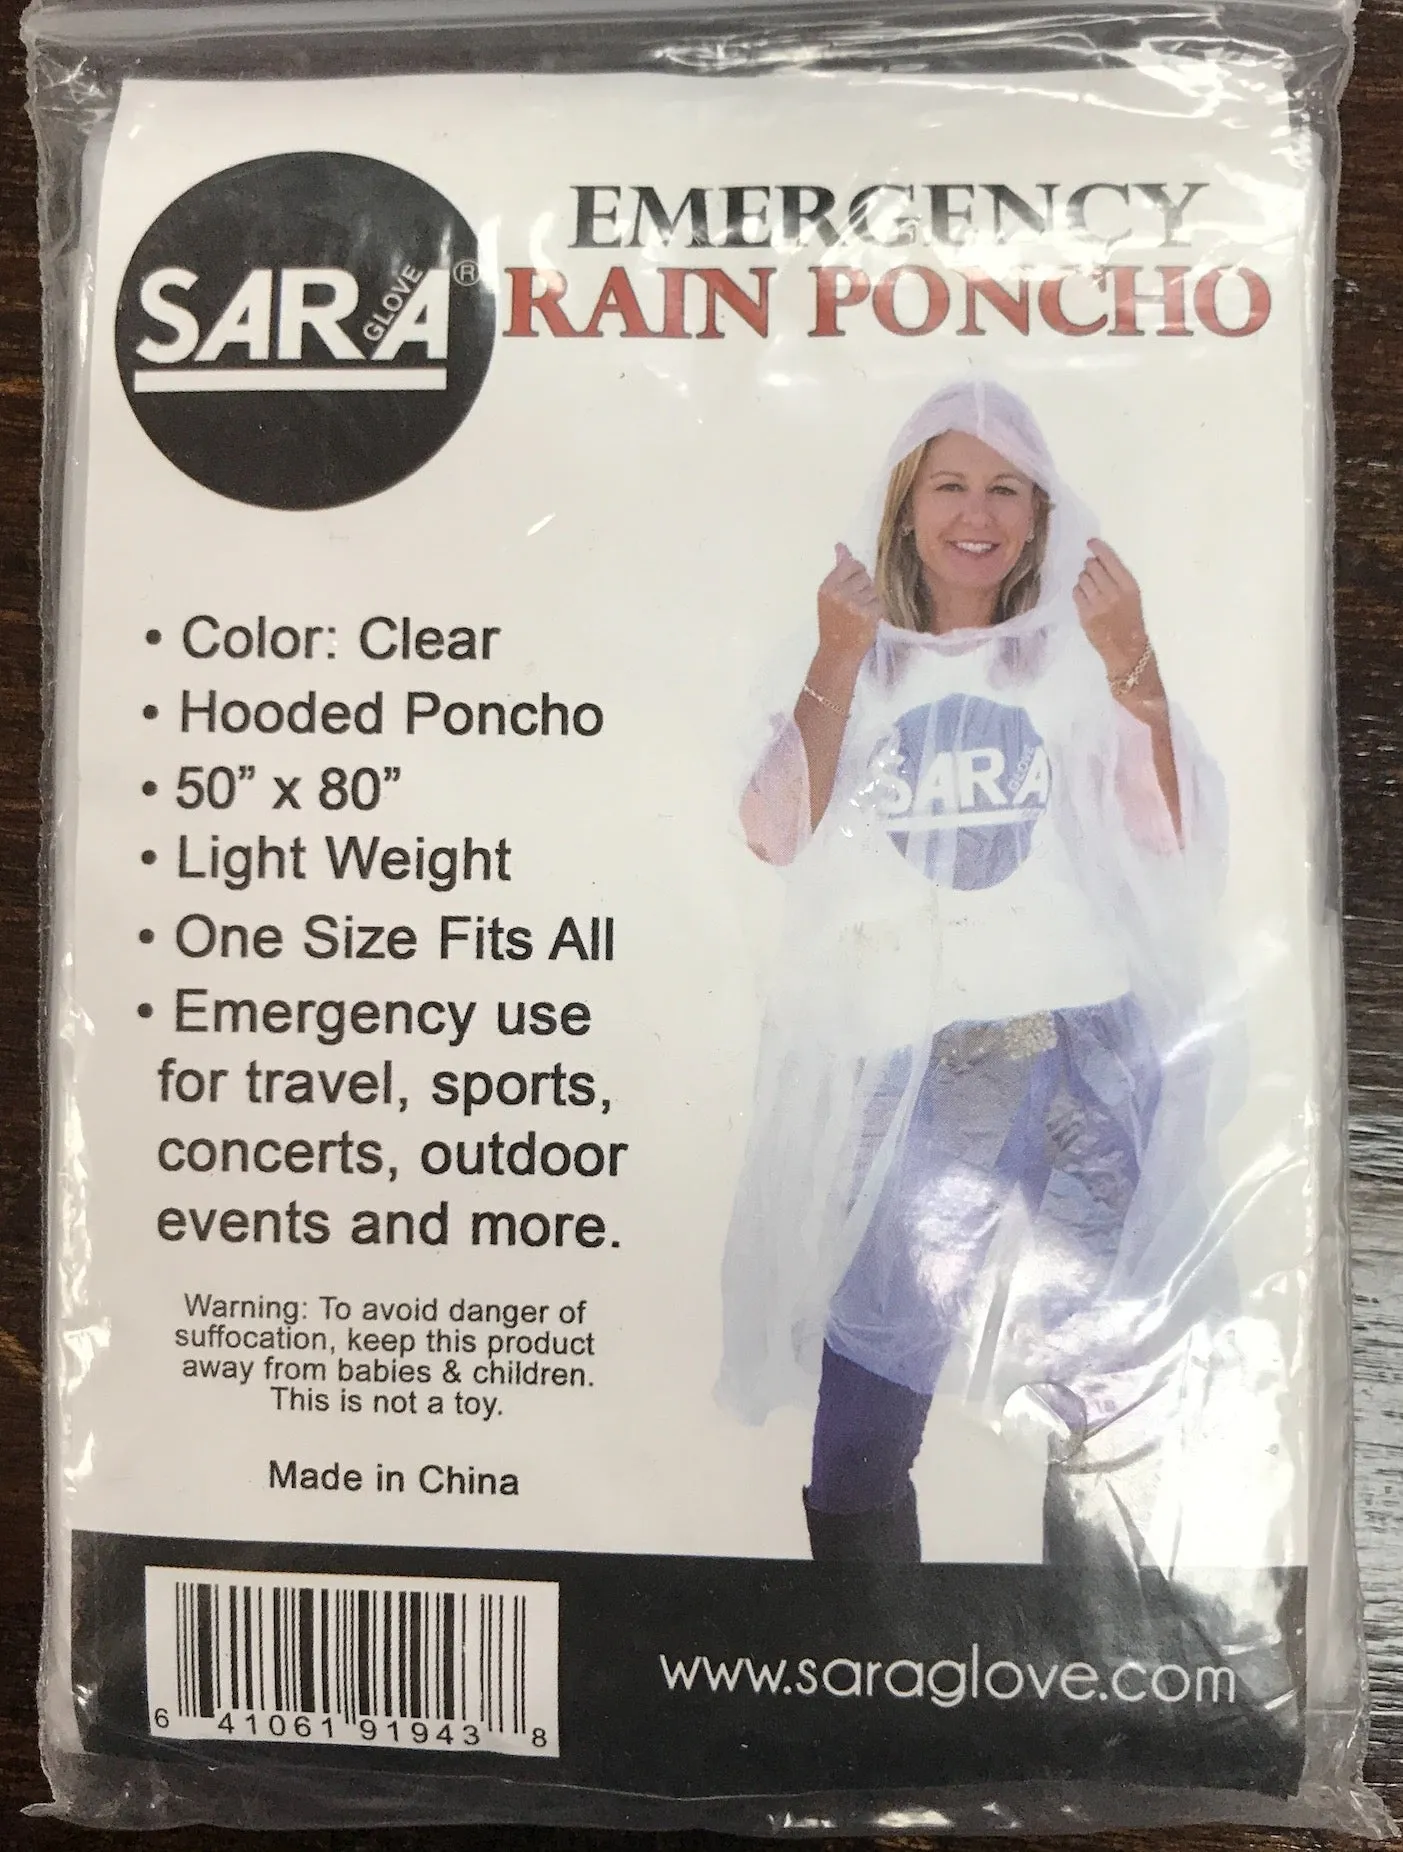 SARA GLOVE ®
EMERGENCY
RAIN PONCHO
SARA GLOVE
• Color: Clear
• Hooded Poncho
• 50” x 80”
• Light Weight
• One Size Fits All
• Emergency use
for travel, sports,
concerts, outdoor
events and more.
Warning: To avoid danger of
suffocation, keep this product
away from babies & children.
This is not a toy.
Made in China
6 41061 91943 8
www.saraglove.com